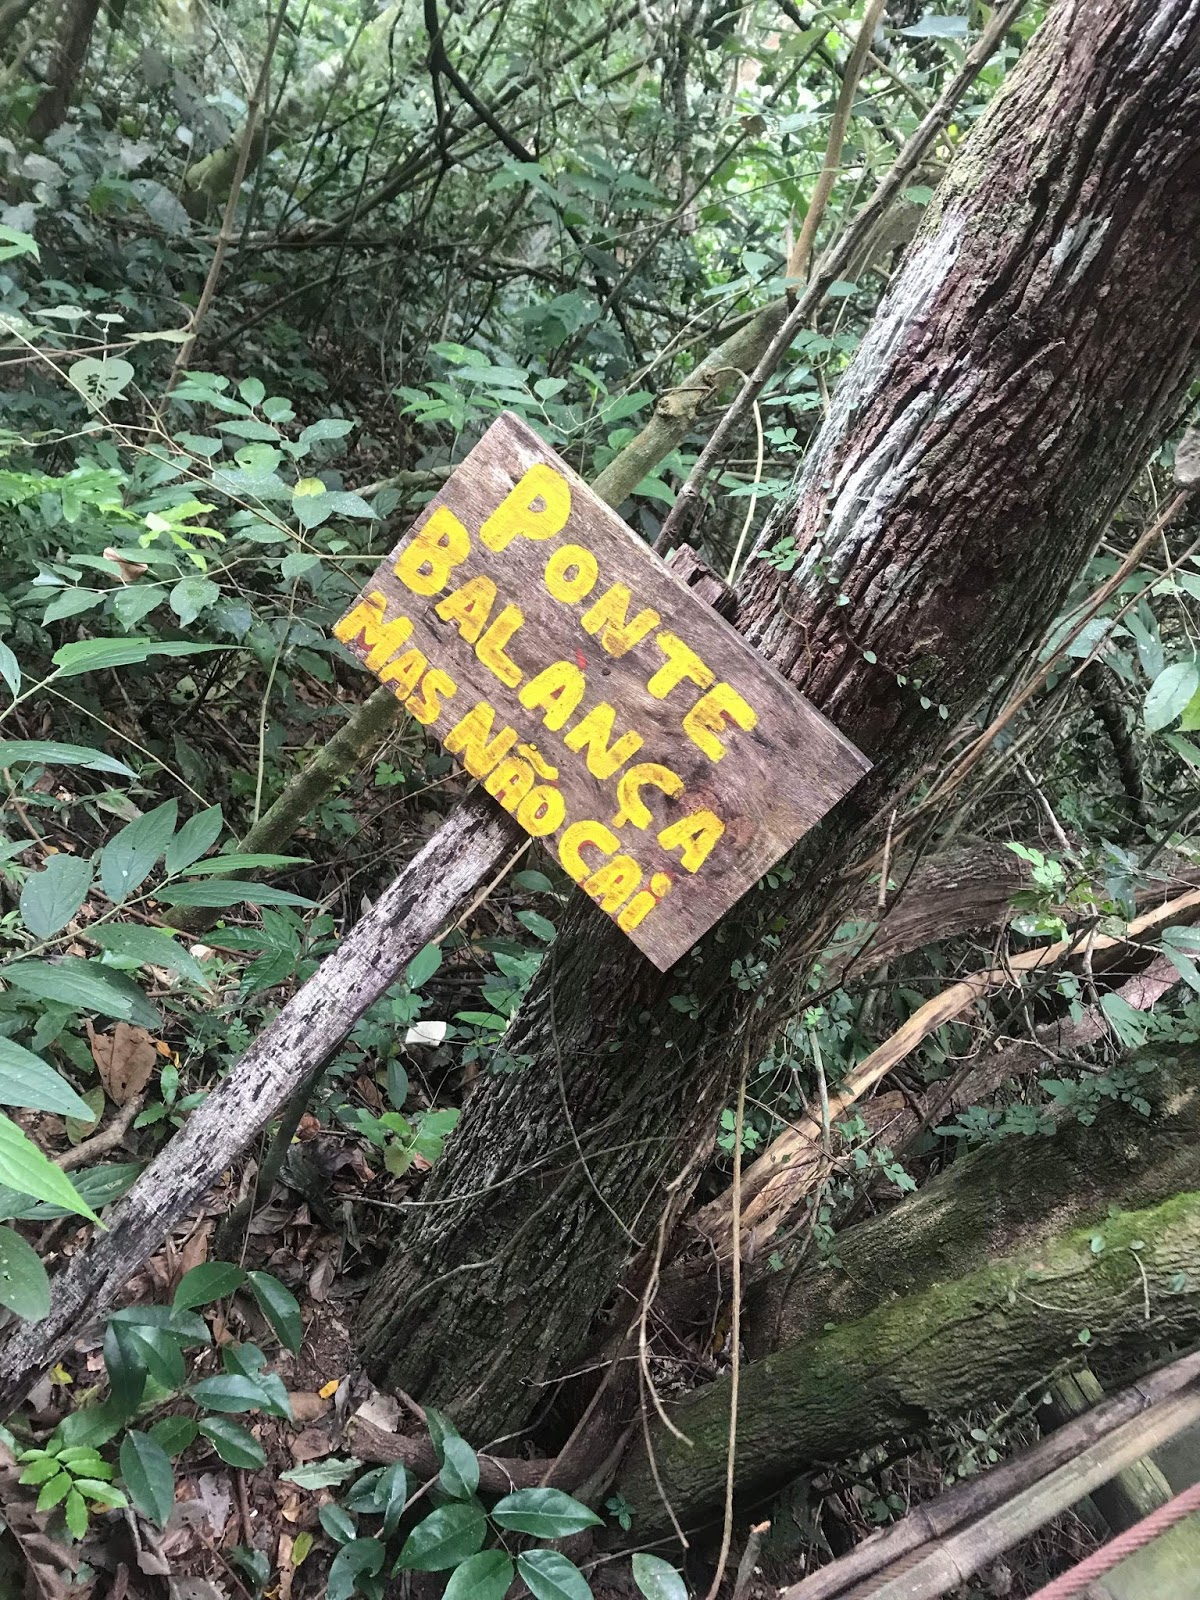 PONTE
BALANÇA
MAS NÃO CAi